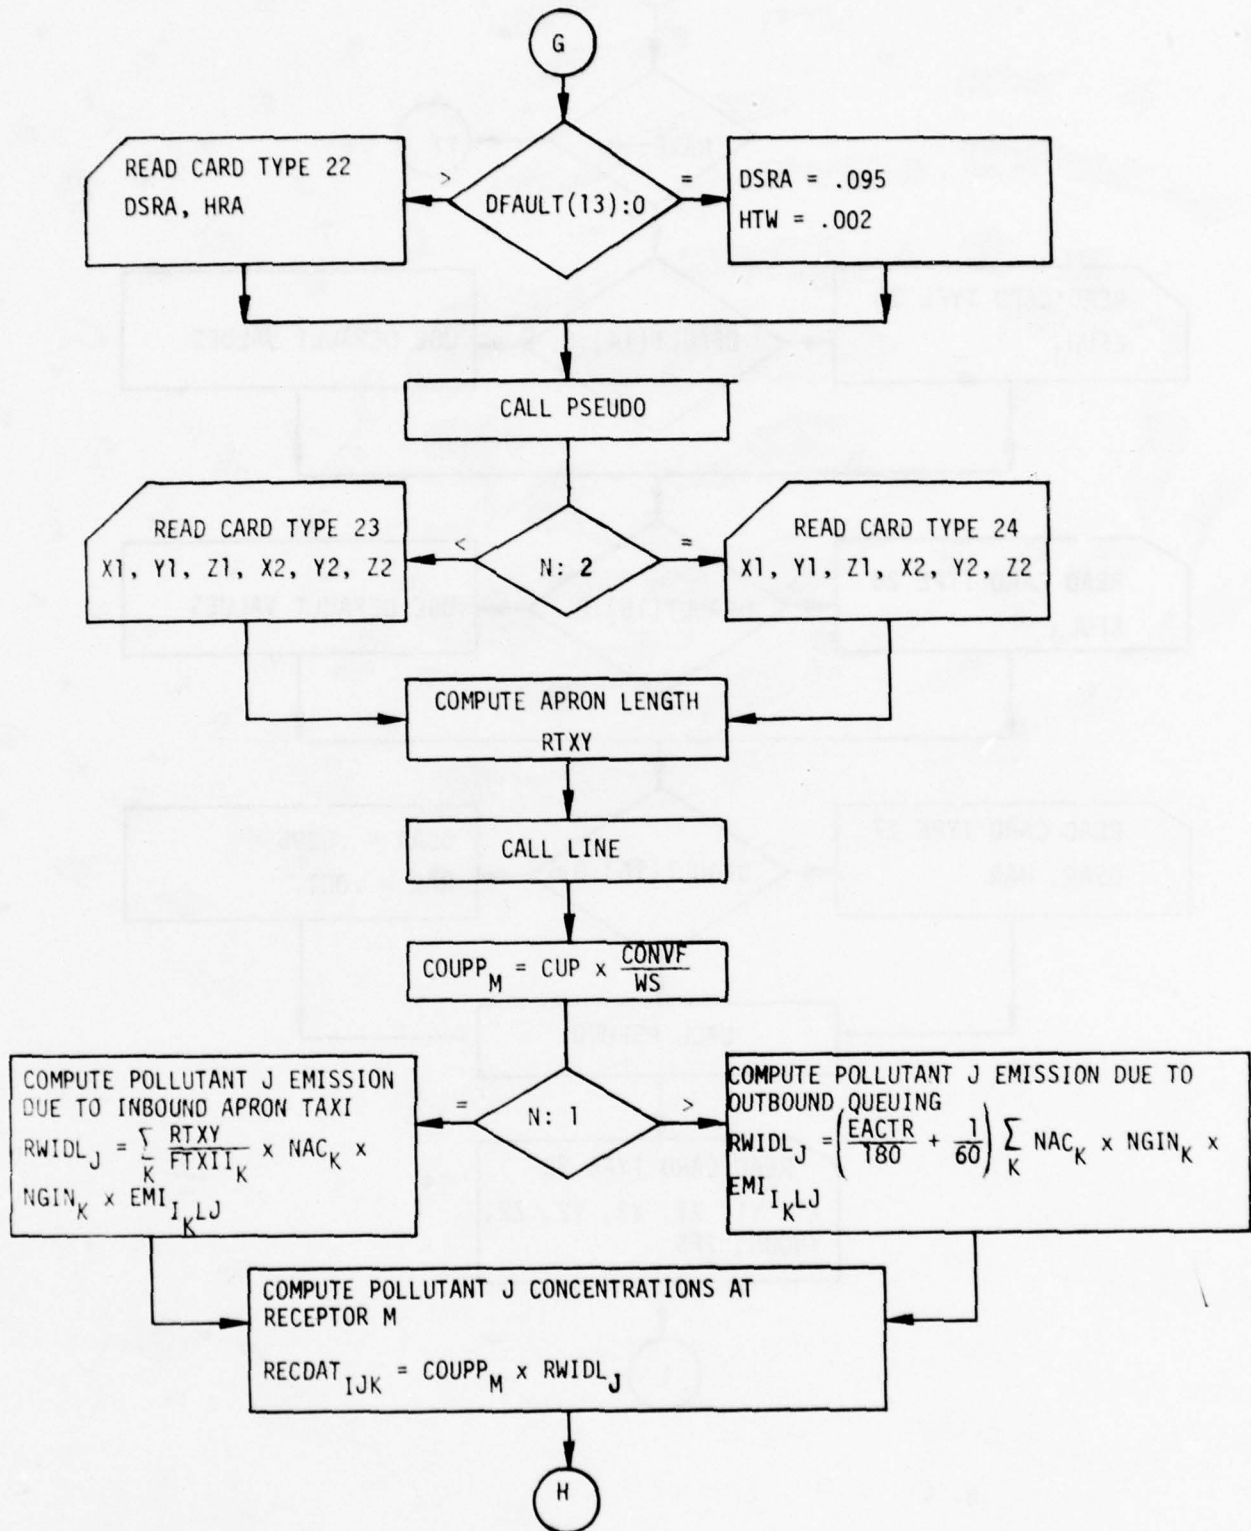 G
READ CARD TYPE 22
DSRA, HRA
>
DFAULT(13):0
=
DSRA = .095
HTW = .002
CALL PSEUDO
READ CARD TYPE 23
X1, Y1, Z1, X2, Y2, Z2
<
N: 2
=
READ CARD TYPE 24
X1, Y1, Z1, X2, Y2, Z2
COMPUTE APRON LENGTH
RTXY
CALL LINE
COUPP_M = CUP x CONVF/WS
COMPUTE POLLUTANT J EMISSION
DUE TO INBOUND APRON TAXI
RWIDL_J = Σ_K RTXY/FTXII_K x NAC_K x
NGIN_K x EMI_I_KLJ
=
N: 1
>
COMPUTE POLLUTANT J EMISSION DUE TO
OUTBOUND QUEUING
RWIDL_J = (EACTR/180 + 1/60) Σ_K NAC_K x NGIN_K x
EMI_I_KLJ
COMPUTE POLLUTANT J CONCENTRATIONS AT
RECEPTOR M
RECDAT_IJK = COUPP_M x RWIDL_J
H